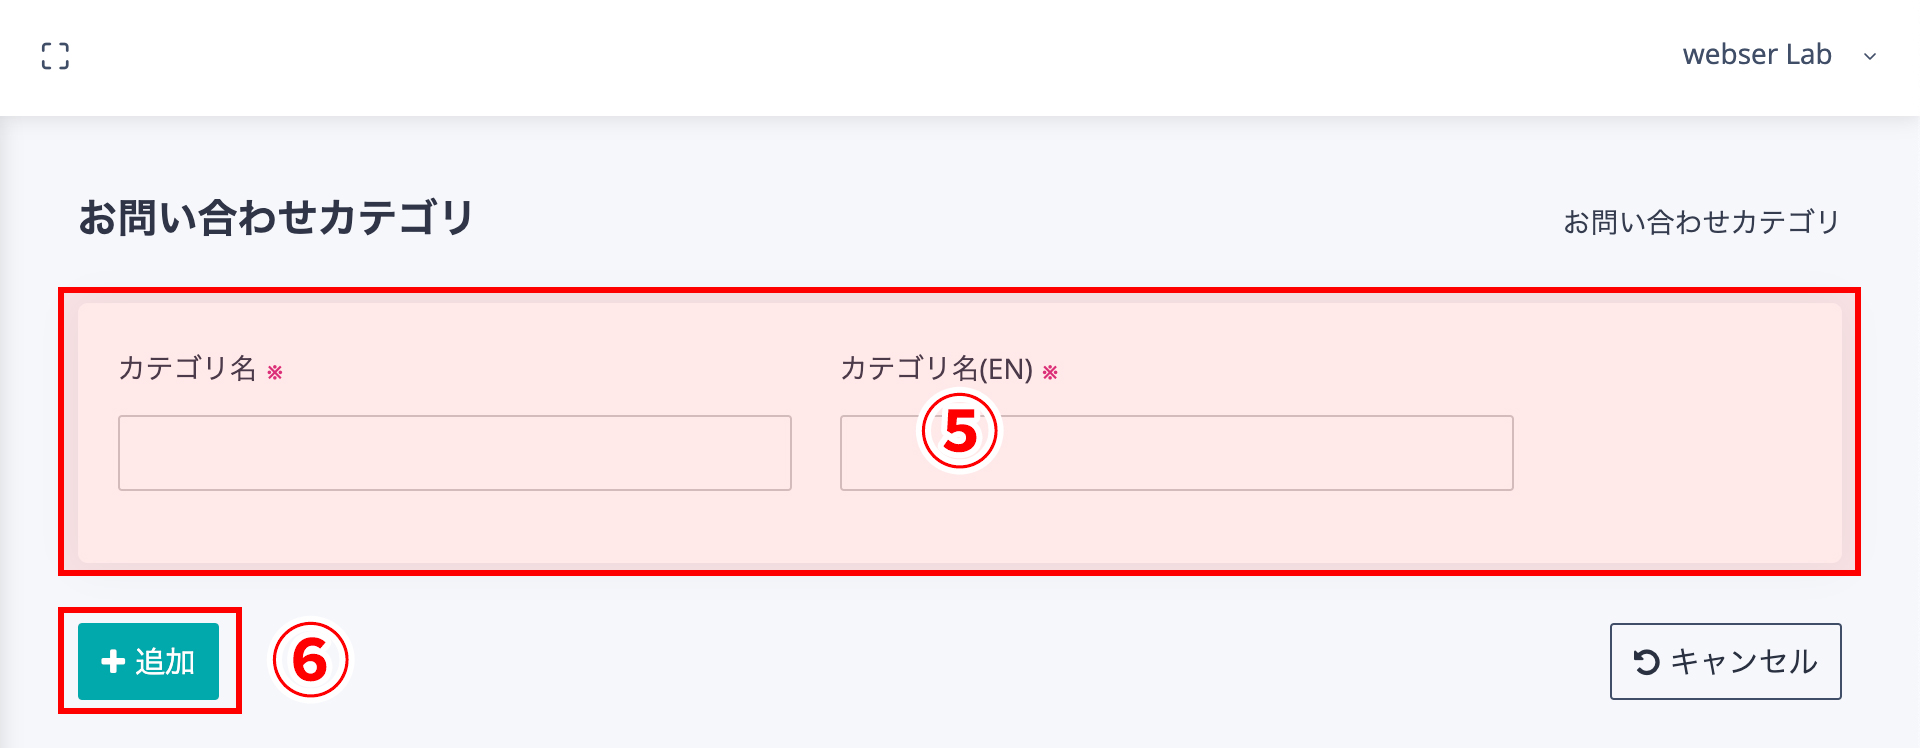 webser Lab
お問い合わせカテゴリ
お問い合わせカテゴリ
カテゴリ名 ※
カテゴリ名(EN) ※
⑤
追加
⑥
キャンセル